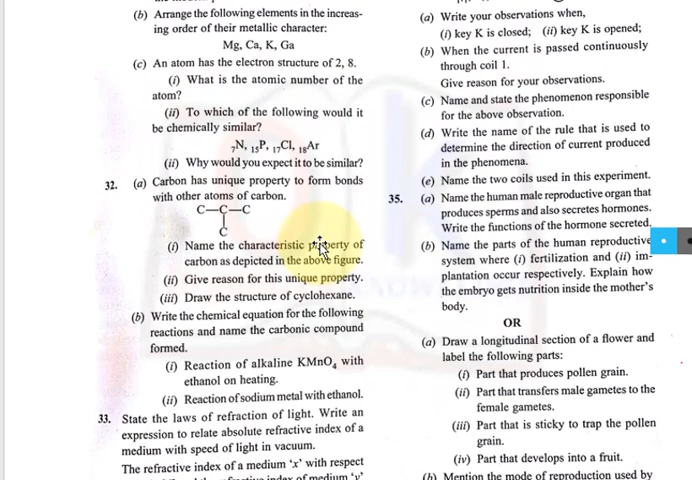 (b) Arrange the following elements in the increas-
ing order of their metallic character:
Mg, Ca, K, Ga
(c) An atom has the electron structure of 2, 8.
(i) What is the atomic number of the
atom?
(ii) To which of the following would it
be chemically similar?
₇N, ₁₅P, ₁₇Cl, ₁₈Ar
(ii) Why would you expect it to be similar?
32. (a) Carbon has unique property to form bonds
with other atoms of carbon.
C—C—C
C
(i) Name the characteristic property of
carbon as depicted in the above figure.
(ii) Give reason for this unique property.
(iii) Draw the structure of cyclohexane.
(b) Write the chemical equation for the following
reactions and name the carbonic compound
formed.
(i) Reaction of alkaline KMnO₄ with
ethanol on heating.
(ii) Reaction of sodium metal with ethanol.
33. State the laws of refraction of light. Write an
expression to relate absolute refractive index of a
medium with speed of light in vacuum.
The refractive index of a medium ‘x’ with respect
(a) Write your observations when,
(i) key K is closed; (ii) key K is opened;
(b) When the current is passed continuously
through coil 1.
Give reason for your observations.
(c) Name and state the phenomenon responsible
for the above observation.
(d) Write the name of the rule that is used to
determine the direction of current produced
in the phenomena.
(e) Name the two coils used in this experiment.
35. (a) Name the human male reproductive organ that
produces sperms and also secretes hormones.
Write the functions of the hormone secreted.
(b) Name the parts of the human reproductive
system where (i) fertilization and (ii) im-
plantation occur respectively. Explain how
the embryo gets nutrition inside the mother’s
body.
OR
(a) Draw a longitudinal section of a flower and
label the following parts:
(i) Part that produces pollen grain.
(ii) Part that transfers male gametes to the
female gametes.
(iii) Part that is sticky to trap the pollen
grain.
(iv) Part that develops into a fruit.
(b) Mention the mode of reproduction used by